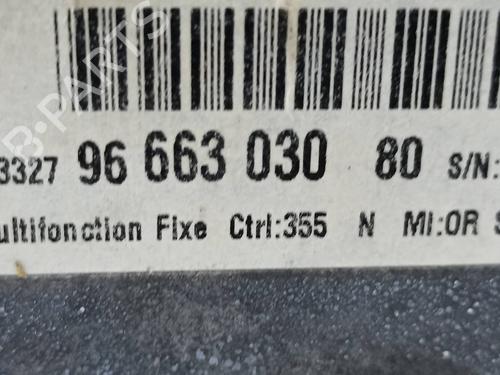 3327 96 663 030 80 S/N:
ultifonction Fixe Ctrl:355 N MI:OR S
B-PARTS